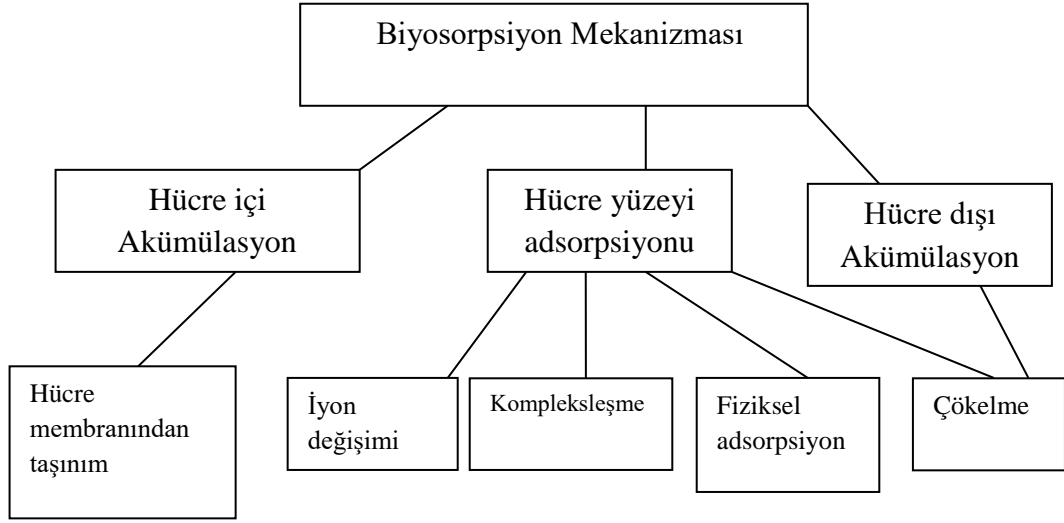 Biyosorpsiyon Mekanizması
Hücre içi
Akümülasyon
Hücre yüzeyi
adsorpsiyonu
Hücre dışı
Akümülasyon
Hücre
membranından
taşınım
İyon
değişimi
Kompleksleşme
Fiziksel
adsorpsiyon
Çökelme